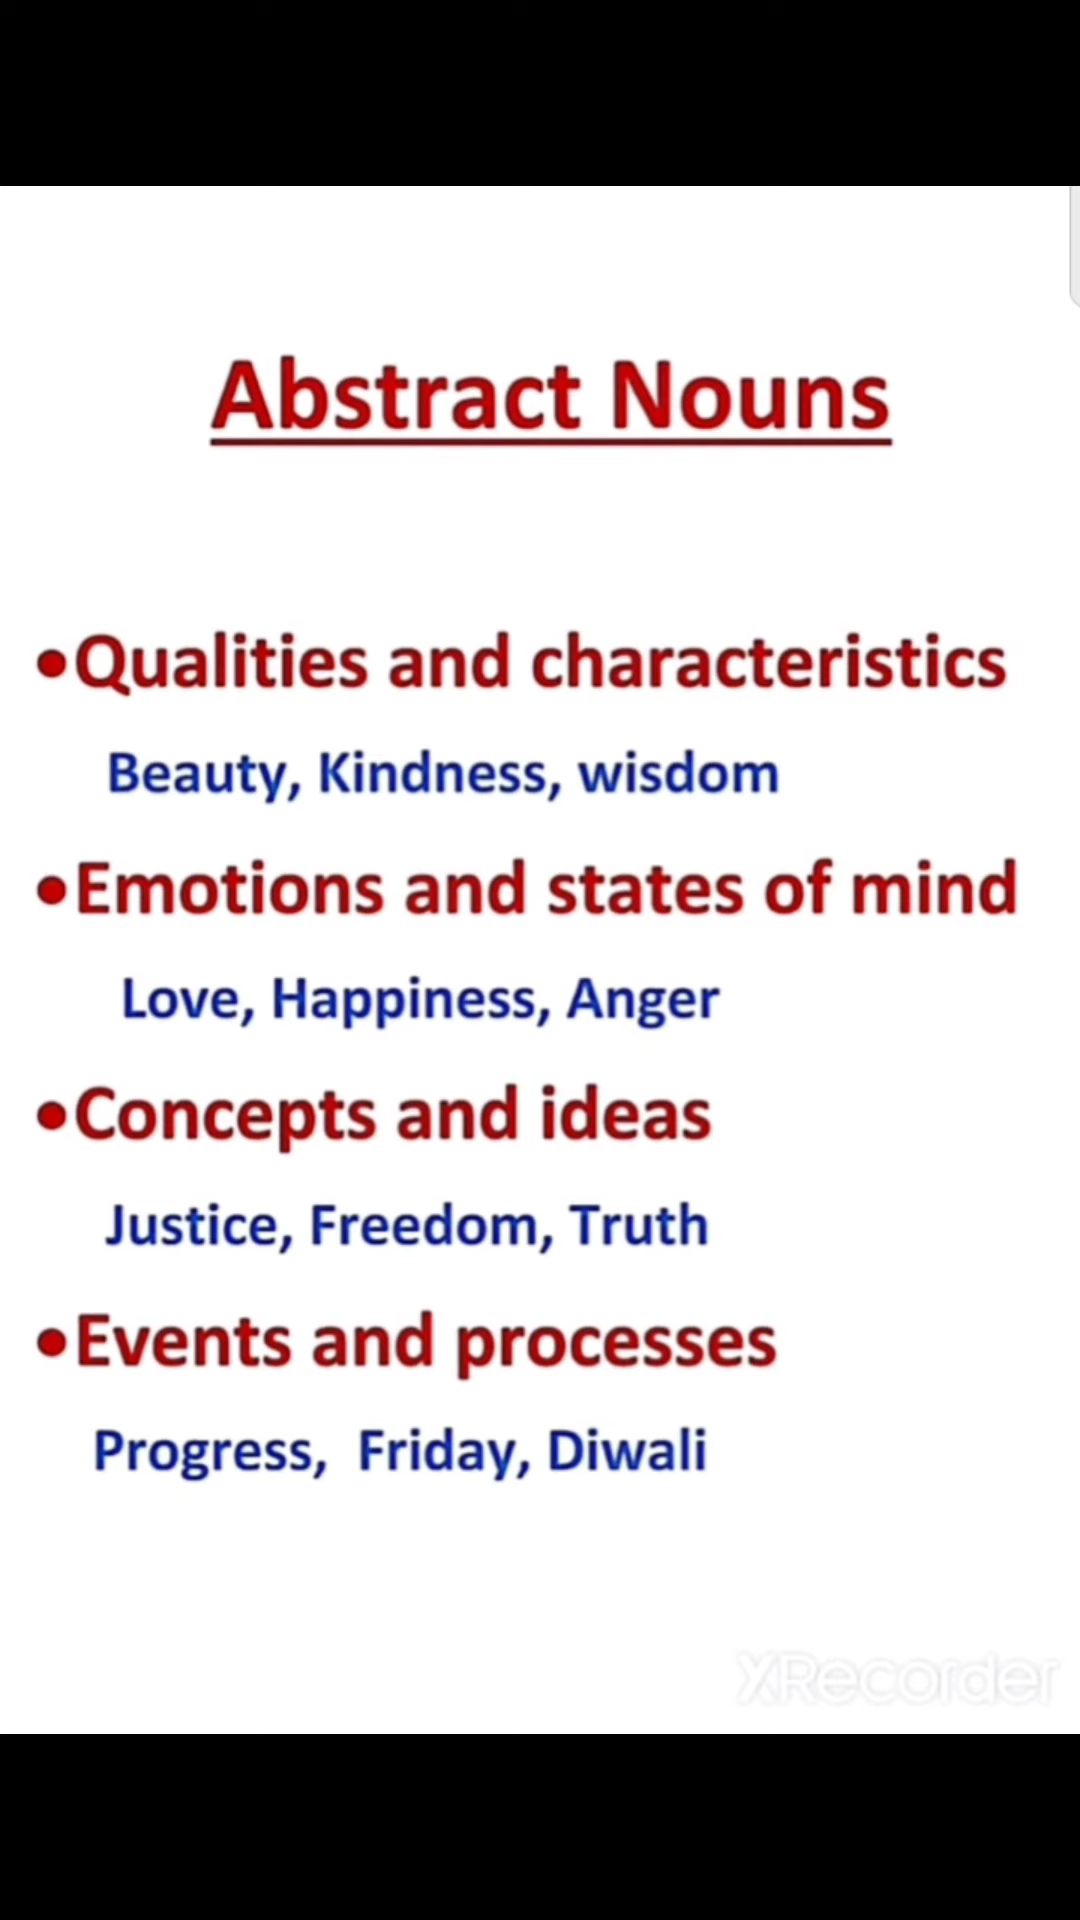 Abstract Nouns
•Qualities and characteristics
Beauty, Kindness, wisdom
•Emotions and states of mind
Love, Happiness, Anger
•Concepts and ideas
Justice, Freedom, Truth
•Events and processes
Progress, Friday, Diwali
XRecorder